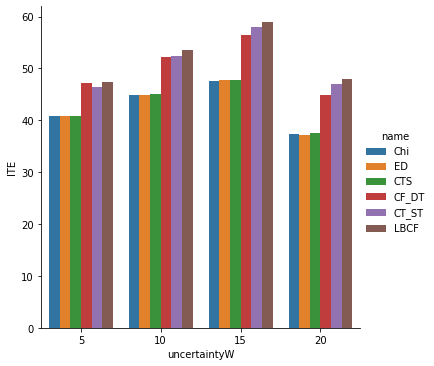 60
50
40
30
20
10
0
ITE
5 10 15 20
uncertaintyW
name
Chi
ED
CTS
CF_DT
CT_ST
LBCF